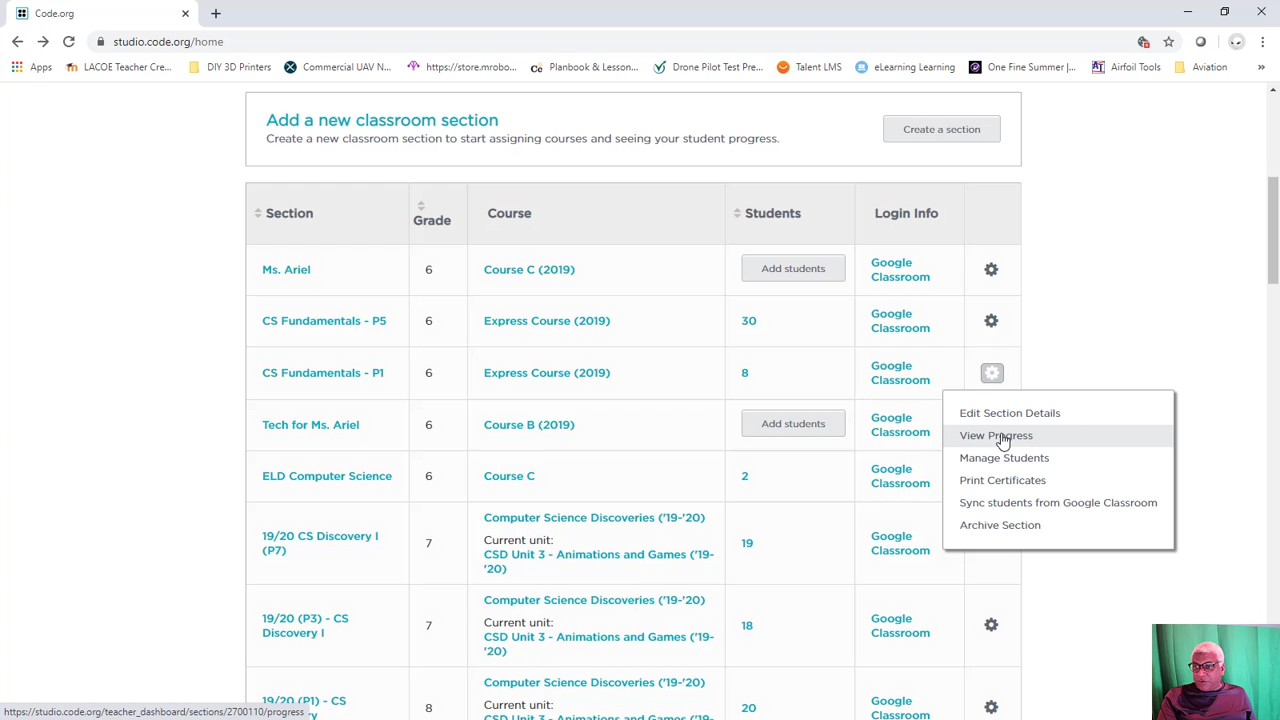 Code.org
studio.code.org/home
Apps
LACOE Teacher Cre...
DIY 3D Printers
Commercial UAV N...
https://store.mrobo...
Cc Planbook & Lesson...
Drone Pilot Test Pre...
Talent LMS
eLearning Learning
One Fine Summer |...
Airfoil Tools
Aviation
»
Add a new classroom section
Create a new classroom section to start assigning courses and seeing your student progress.
Create a section
Section Grade Course Students Login Info
Ms. Ariel 6 Course C (2019) Add students Google
Classroom
CS Fundamentals - P5 6 Express Course (2019) 30 Google
Classroom
CS Fundamentals - P1 6 Express Course (2019) 8 Google
Classroom
Edit Section Details
View Progress
Manage Students
Print Certificates
Sync students from Google Classroom
Archive Section
Tech for Ms. Ariel 6 Course B (2019) Add students Google
Classroom
ELD Computer Science 6 Course C 2 Google
Classroom
19/20 CS Discovery I
(P7)
7
Computer Science Discoveries ('19-'20)
Current unit:
CSD Unit 3 - Animations and Games ('19-
'20)
19
Google
Classroom
19/20 (P3) - CS
Discovery I
7
Computer Science Discoveries ('19-'20)
Current unit:
CSD Unit 3 - Animations and Games ('19-
'20)
18
Google
Classroom
19/20 (P1) - CS
8
Computer Science Discoveries ('19-'20)
Current unit:
CSD Unit 3 - Animations and Games ('19-
20
Google
Classroom
https://studio.code.org/teacher_dashboard/sections/2700110/progress